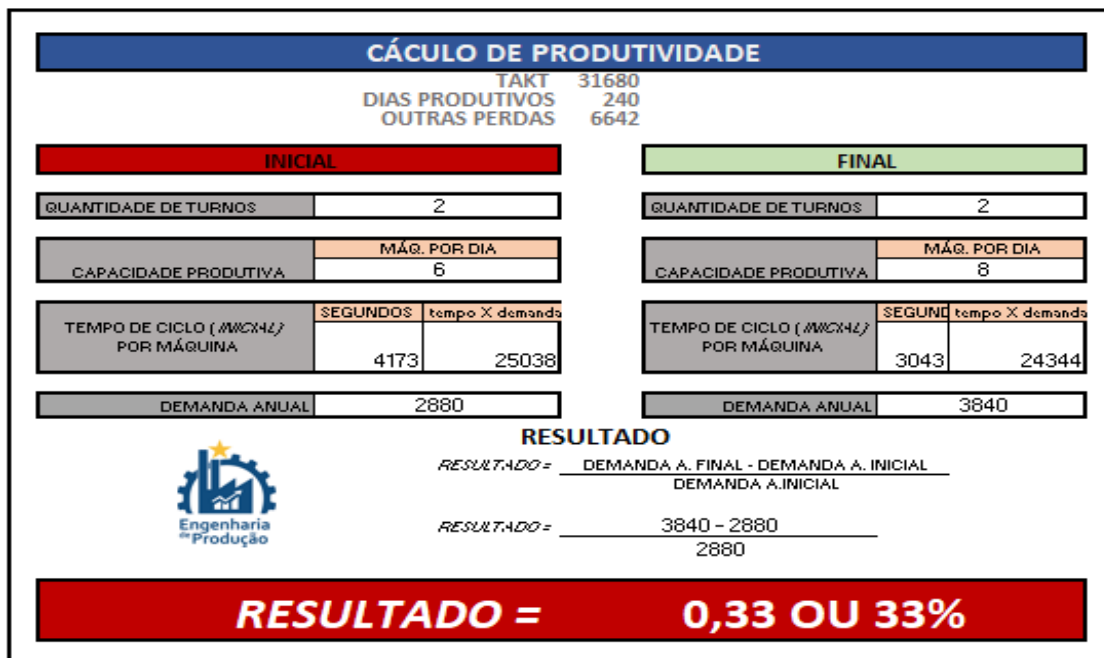 CÁCULO DE PRODUTIVIDADE
TAKT 31680
DIAS PRODUTIVOS 240
OUTRAS PERDAS 6642
INICIAL
QUANTIDADE DE TURNOS 2
MÁQ. POR DIA
CAPACIDADE PRODUTIVA 6
SEGUNDOS tempo X demanda
TEMPO DE CICLO (INICIAL)
POR MÁQUINA
4173 25038
DEMANDA ANUAL 2880
FINAL
QUANTIDADE DE TURNOS 2
MÁQ. POR DIA
CAPACIDADE PRODUTIVA 8
SEGUND tempo X demanda
TEMPO DE CICLO (INICIAL)
POR MÁQUINA
3043 24344
DEMANDA ANUAL 3840
RESULTADO
RESULTADO = DEMANDA A. FINAL - DEMANDA A. INICIAL
DEMANDA A.INICIAL
RESULTADO = 3840 – 2880
2880
Engenharia
de Produção
RESULTADO = 0,33 OU 33%